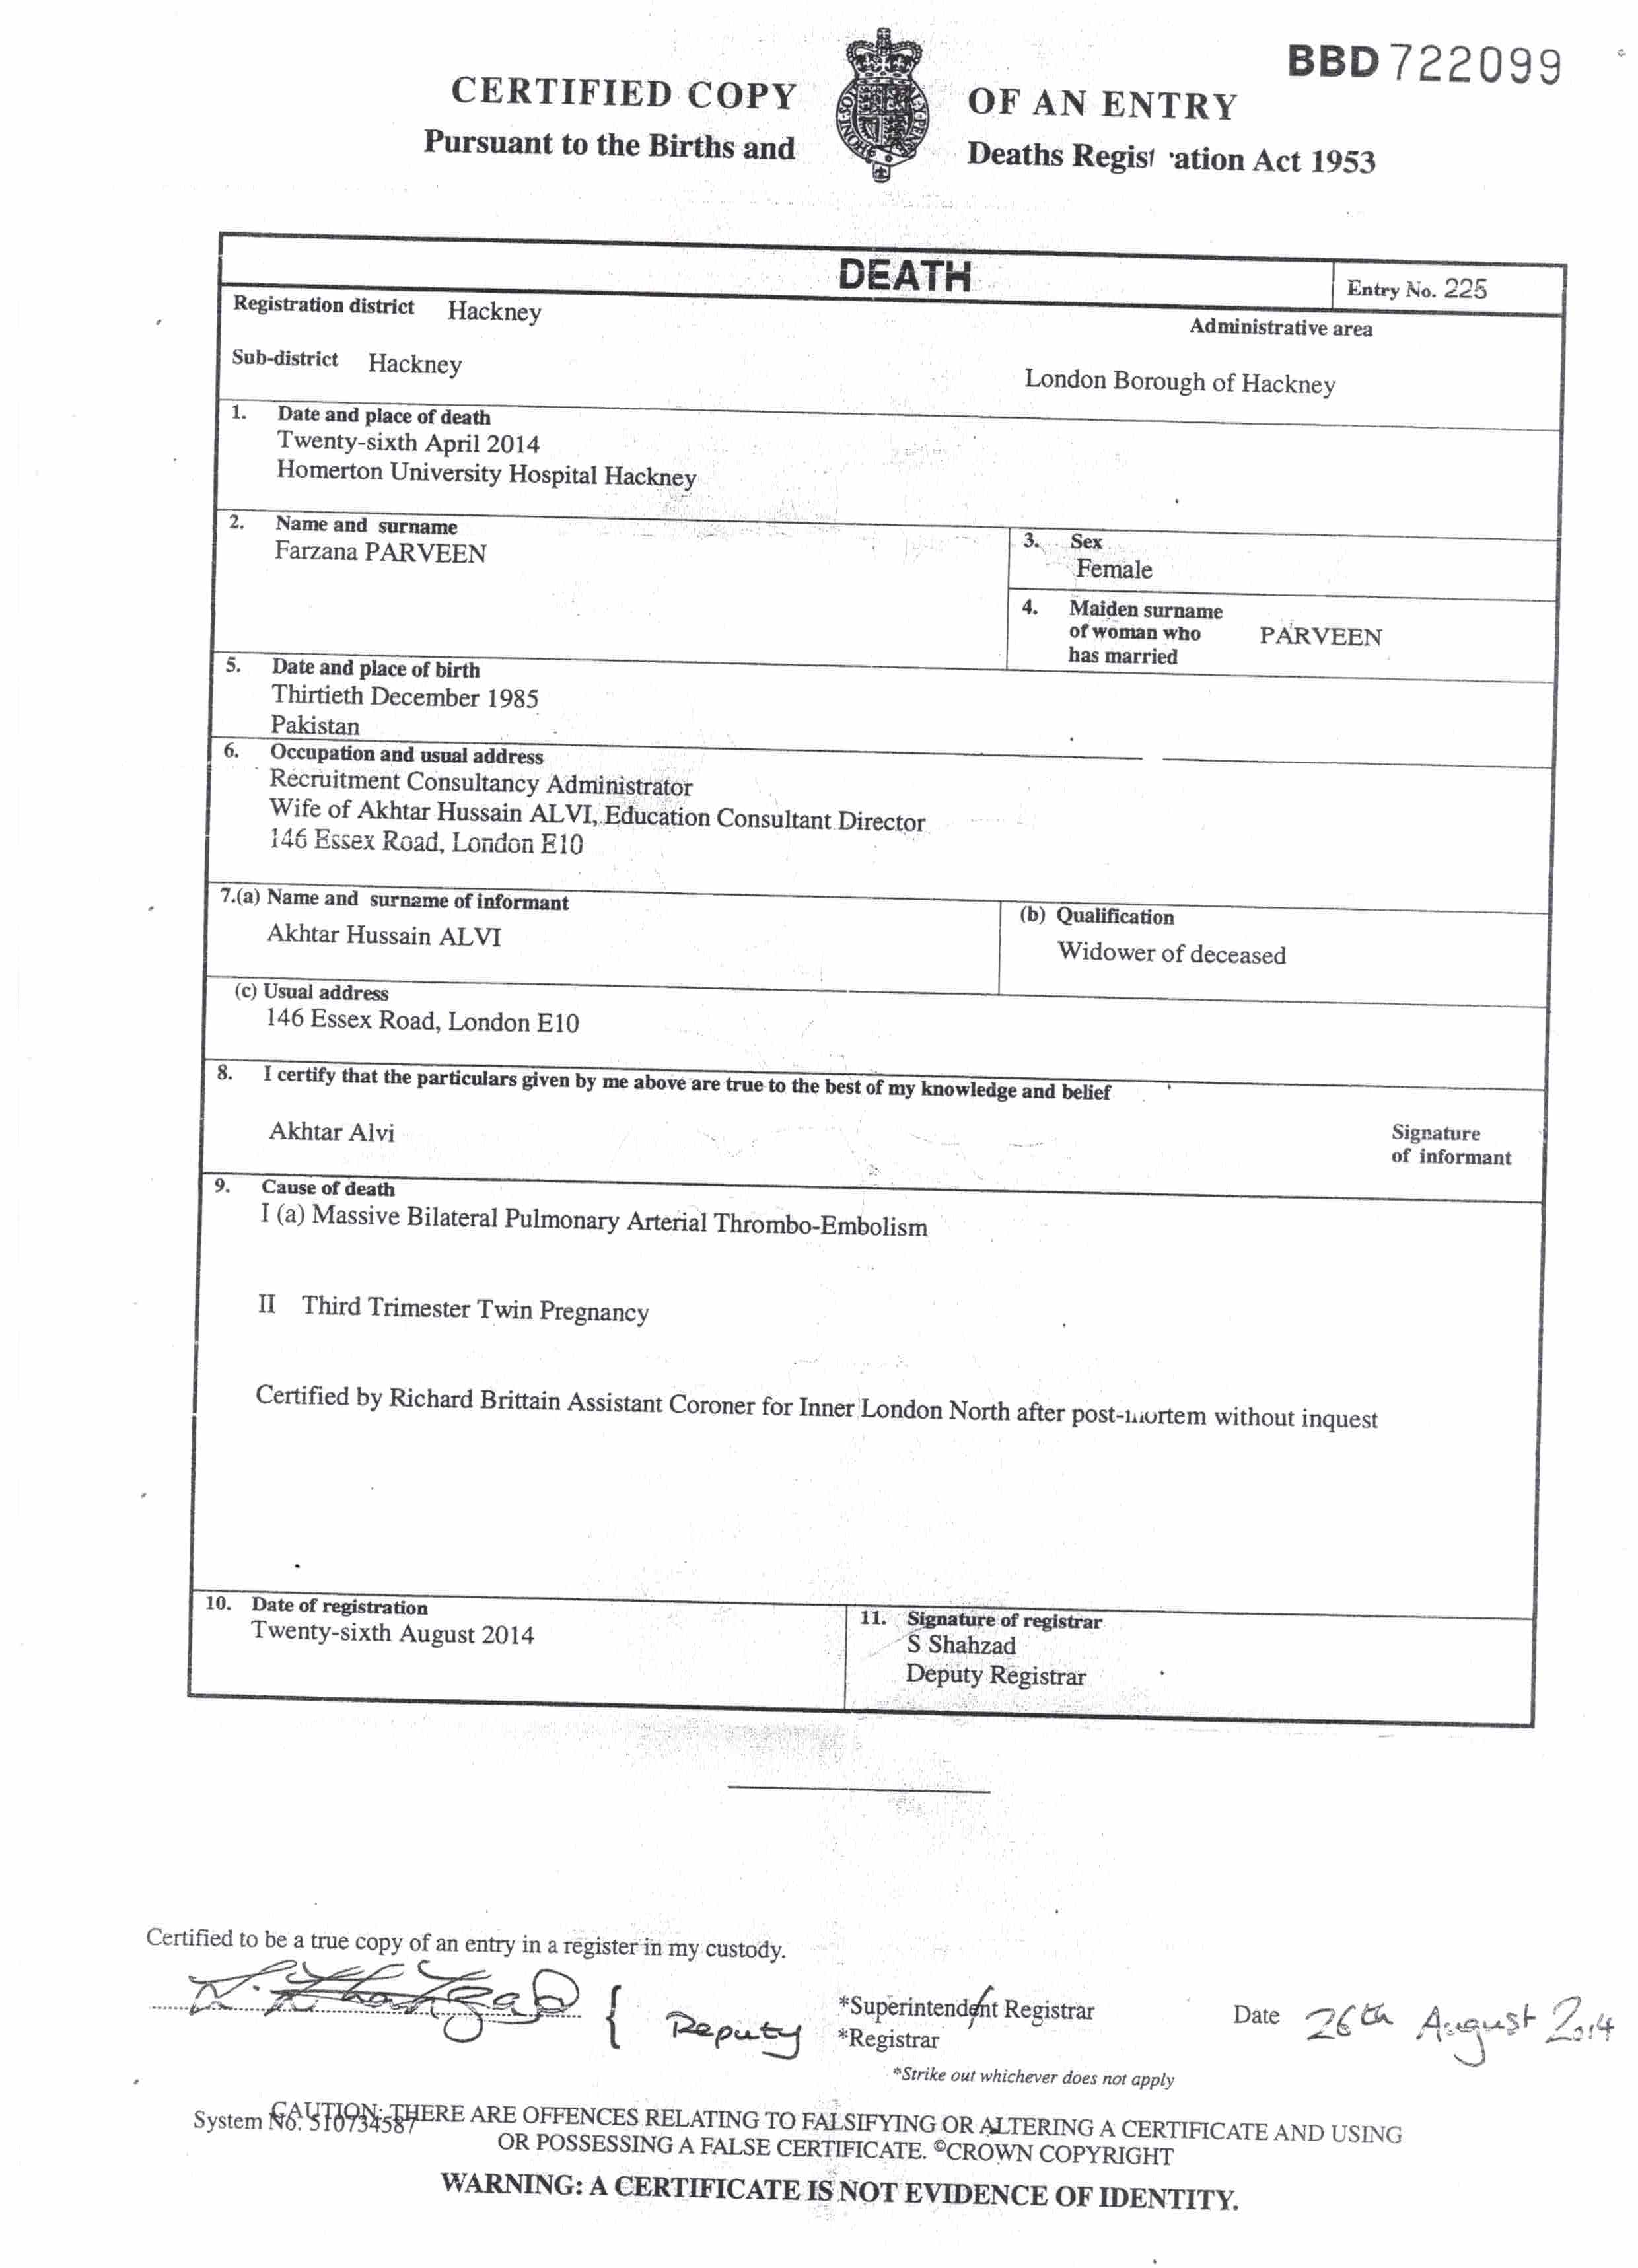 BBD 722099
CERTIFIED COPY OF AN ENTRY
Pursuant to the Births and Deaths Regist ation Act 1953
DEATH
Entry No. 225
Registration district Hackney
Administrative area
Sub-district Hackney
London Borough of Hackney
1. Date and place of death
Twenty-sixth April 2014
Homerton University Hospital Hackney
2. Name and surname
Farzana PARVEEN
3. Sex
Female
4. Maiden surname
of woman who PARVEEN
has married
5. Date and place of birth
Thirtieth December 1985
Pakistan
6. Occupation and usual address
Recruitment Consultancy Administrator
Wife of Akhtar Hussain ALVI, Education Consultant Director
146 Essex Road, London E10
7.(a) Name and surname of informant
Akhtar Hussain ALVI
(b) Qualification
Widower of deceased
(c) Usual address
146 Essex Road, London E10
8. I certify that the particulars given by me above are true to the best of my knowledge and belief
Akhtar Alvi
Signature
of informant
9. Cause of death
I (a) Massive Bilateral Pulmonary Arterial Thrombo-Embolism
II Third Trimester Twin Pregnancy
Certified by Richard Brittain Assistant Coroner for Inner London North after post-mortem without inquest
10. Date of registration
Twenty-sixth August 2014
11. Signature of registrar
S Shahzad
Deputy Registrar
Certified to be a true copy of an entry in a register in my custody.
Deputy
*Superintendent Registrar
*Registrar
*Strike out whichever does not apply
Date 26th August 2014
System No. 510734587
CAUTION: THERE ARE OFFENCES RELATING TO FALSIFYING OR ALTERING A CERTIFICATE AND USING
OR POSSESSING A FALSE CERTIFICATE. ©CROWN COPYRIGHT
WARNING: A CERTIFICATE IS NOT EVIDENCE OF IDENTITY.